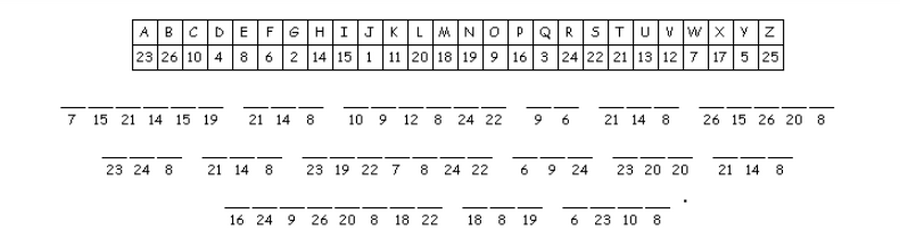 A B C D E F G H I J K L M N O P Q R S T U V W X Y Z
23 26 10 4 8 6 2 14 15 1 11 20 18 19 9 16 3 24 22 21 13 12 7 17 5 25
7 15 21 14 15 19 21 14 8 10 9 12 8 24 22 9 6 21 14 8 26 15 26 20 8
23 24 8 21 14 8 23 19 22 7 8 24 22 6 9 24 23 20 20 21 14 8
16 24 9 26 20 8 18 22 18 8 19 6 23 10 8 .